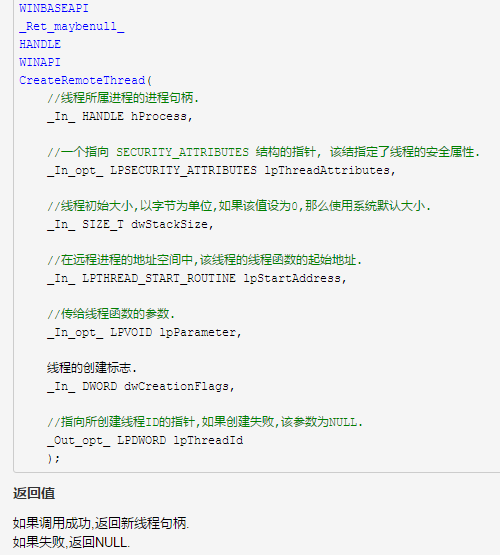 WINBASEAPI
_Ret_maybenull_
HANDLE
WINAPI
CreateRemoteThread(
//线程所属进程的进程句柄.
_In_ HANDLE hProcess,
//一个指向 SECURITY_ATTRIBUTES 结构的指针, 该结指定了线程的安全属性.
_In_opt_ LPSECURITY_ATTRIBUTES lpThreadAttributes,
//线程初始大小,以字节为单位,如果该值设为0,那么使用系统默认大小.
_In_ SIZE_T dwStackSize,
//在远程进程的地址空间中,该线程的线程函数的起始地址.
_In_ LPTHREAD_START_ROUTINE lpStartAddress,
//传给线程函数的参数.
_In_opt_ LPVOID lpParameter,
线程的创建标志.
_In_ DWORD dwCreationFlags,
//指向所创建线程ID的指针,如果创建失败,该参数为NULL.
_Out_opt_ LPDWORD lpThreadId
);
返回值
如果调用成功,返回新线程句柄.
如果失败,返回NULL.